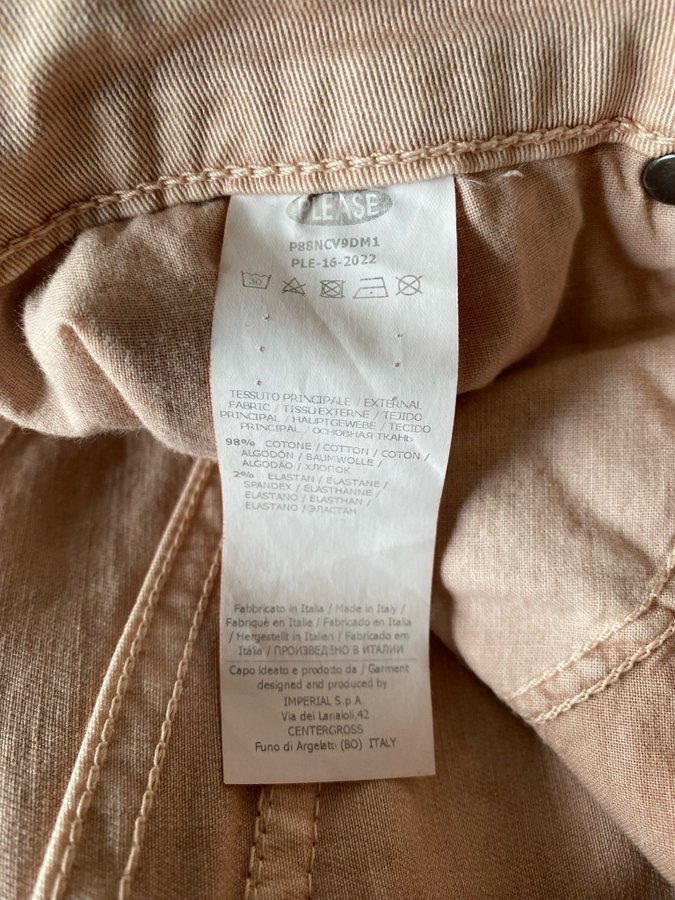 PLEASE
P88NCV9DM1
PLE-16-2022
30
TESSUTO PRINCIPALE / EXTERNAL
FABRIC / TISSU EXTERNE / TEJIDO
PRINCIPAL / HAUPTGEWEBE / TECIDO
PRINCIPAL / ОСНОВНАЯ ТКАНЬ
98% COTONE / COTTON / COTON /
ALGODÓN / BAUMWOLLE /
ALGODÃO / ХЛОПОК
2% ELASTAN / ELASTANE /
SPANDEX / ÉLASTHANNE /
ELASTANO / ELASTHAN /
ELASTANO / ЭЛАСТАН
Fabbricato in Italia / Made in Italy /
Fabriqué en Italie / Fabricado en Italia
/ Hergestellt in Italien / Fabricado em
Itália / ПРОИЗВЕДЕНО В ИТАЛИИ
Capo ideato e prodotto da / Garment
designed and produced by
IMPERIAL S.p.A.
Via dei Lanaioli,42
CENTERGROSS
Funo di Argelato (BO) ITALY